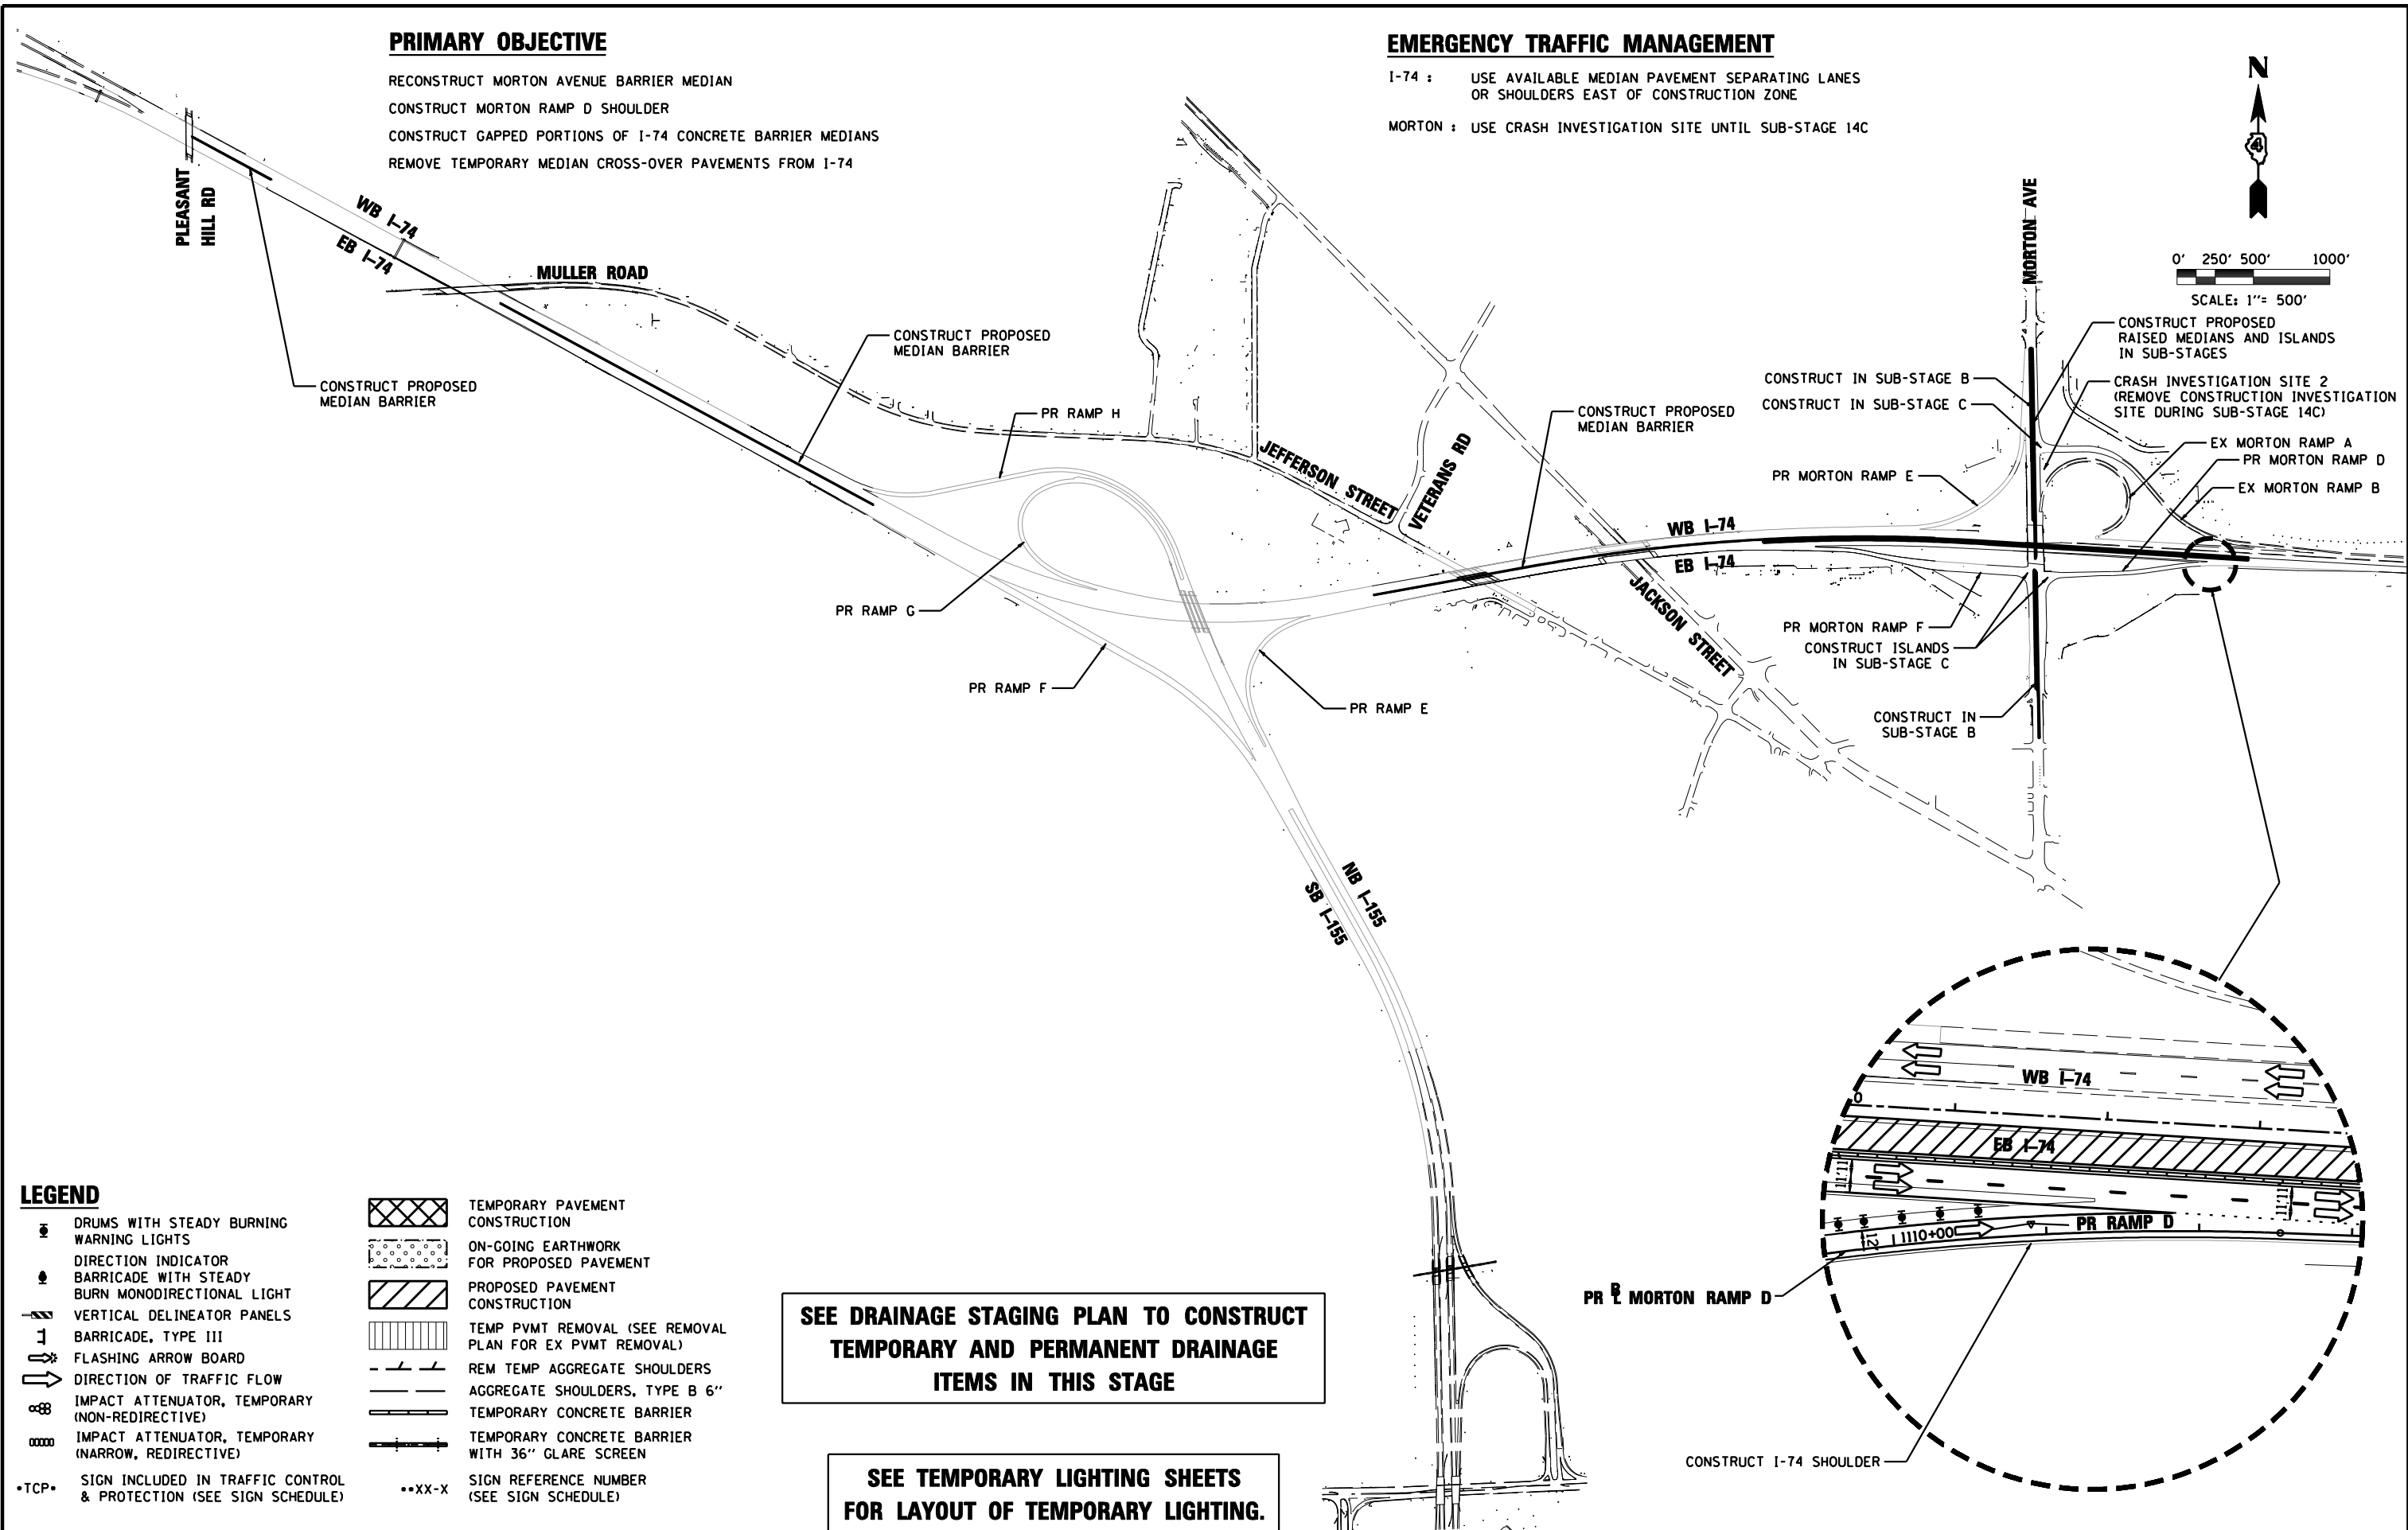 PRIMARY OBJECTIVE
RECONSTRUCT MORTON AVENUE BARRIER MEDIAN
CONSTRUCT MORTON RAMP D SHOULDER
CONSTRUCT GAPPED PORTIONS OF I-74 CONCRETE BARRIER MEDIANS
REMOVE TEMPORARY MEDIAN CROSS-OVER PAVEMENTS FROM I-74
EMERGENCY TRAFFIC MANAGEMENT
I-74 : USE AVAILABLE MEDIAN PAVEMENT SEPARATING LANES
OR SHOULDERS EAST OF CONSTRUCTION ZONE
MORTON : USE CRASH INVESTIGATION SITE UNTIL SUB-STAGE 14C
N
4
0' 250' 500' 1000'
SCALE: 1"= 500'
PLEASANT
HILL RD
WB I-74
EB I-74
MULLER ROAD
CONSTRUCT PROPOSED
MEDIAN BARRIER
CONSTRUCT PROPOSED
MEDIAN BARRIER
PR RAMP H
PR RAMP G
PR RAMP F
PR RAMP E
JEFFERSON STREET
VETERANS RD
CONSTRUCT PROPOSED
MEDIAN BARRIER
WB I-74
EB I-74
JACKSON STREET
MORTON AVE
CONSTRUCT PROPOSED
RAISED MEDIANS AND ISLANDS
IN SUB-STAGES
CONSTRUCT IN SUB-STAGE B
CONSTRUCT IN SUB-STAGE C
CRASH INVESTIGATION SITE 2
(REMOVE CONSTRUCTION INVESTIGATION
SITE DURING SUB-STAGE 14C)
EX MORTON RAMP A
PR MORTON RAMP D
EX MORTON RAMP B
PR MORTON RAMP E
PR MORTON RAMP F
CONSTRUCT ISLANDS
IN SUB-STAGE C
CONSTRUCT IN
SUB-STAGE B
NB I-155
SB I-155
WB I-74
0
EB I-74
11'11'
11'11'
PR RAMP D
12'
1110+00
PR BL MORTON RAMP D
CONSTRUCT I-74 SHOULDER
LEGEND
DRUMS WITH STEADY BURNING
WARNING LIGHTS
DIRECTION INDICATOR
BARRICADE WITH STEADY
BURN MONODIRECTIONAL LIGHT
VERTICAL DELINEATOR PANELS
BARRICADE, TYPE III
FLASHING ARROW BOARD
DIRECTION OF TRAFFIC FLOW
IMPACT ATTENUATOR, TEMPORARY
(NON-REDIRECTIVE)
IMPACT ATTENUATOR, TEMPORARY
(NARROW, REDIRECTIVE)
•TCP• SIGN INCLUDED IN TRAFFIC CONTROL
& PROTECTION (SEE SIGN SCHEDULE)
TEMPORARY PAVEMENT
CONSTRUCTION
ON-GOING EARTHWORK
FOR PROPOSED PAVEMENT
PROPOSED PAVEMENT
CONSTRUCTION
TEMP PVMT REMOVAL (SEE REMOVAL
PLAN FOR EX PVMT REMOVAL)
REM TEMP AGGREGATE SHOULDERS
AGGREGATE SHOULDERS, TYPE B 6"
TEMPORARY CONCRETE BARRIER
TEMPORARY CONCRETE BARRIER
WITH 36" GLARE SCREEN
••XX-X SIGN REFERENCE NUMBER
(SEE SIGN SCHEDULE)
SEE DRAINAGE STAGING PLAN TO CONSTRUCT
TEMPORARY AND PERMANENT DRAINAGE
ITEMS IN THIS STAGE
SEE TEMPORARY LIGHTING SHEETS
FOR LAYOUT OF TEMPORARY LIGHTING.